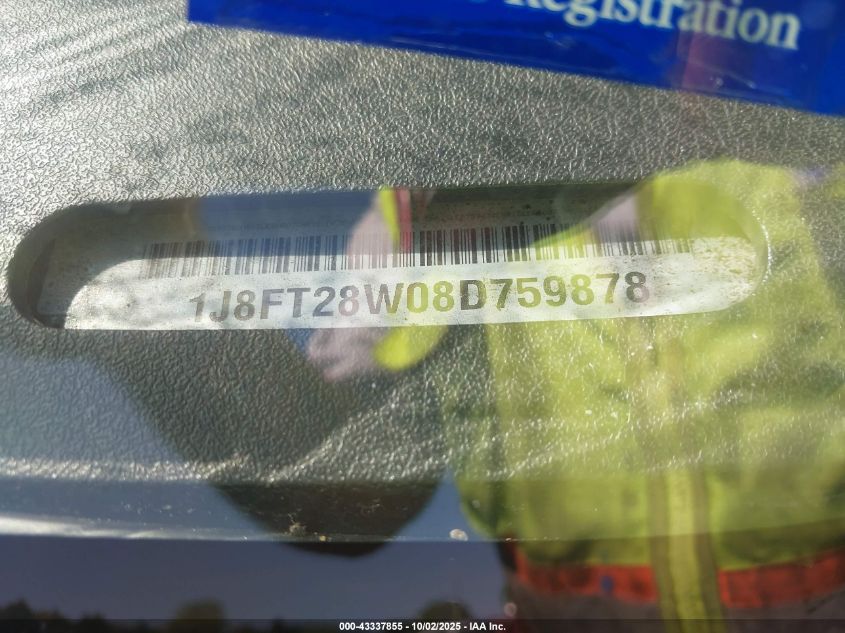 Registration
1J8FT28W08D759878
000-43337855 - 10/02/2025 - IAA Inc.